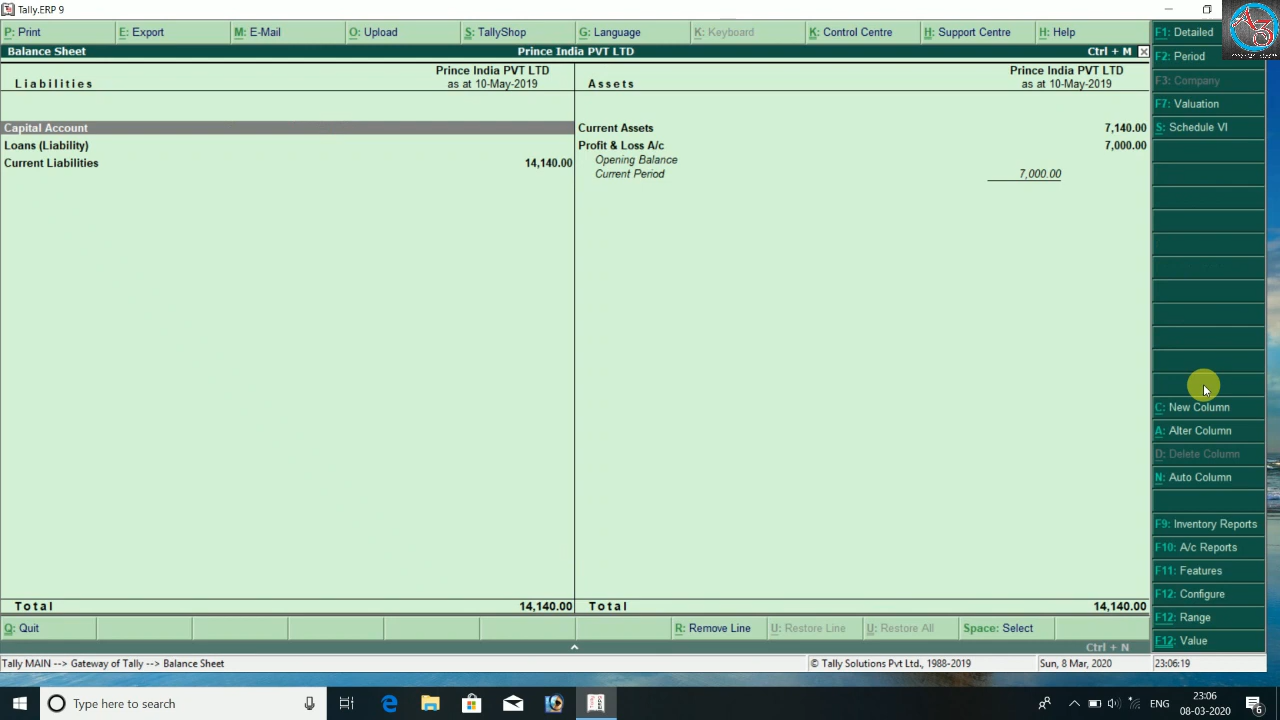 Tally.ERP 9
P: Print E: Export M: E-Mail O: Upload S: TallyShop G: Language K: Keyboard K: Control Centre H: Support Centre H: Help
Balance Sheet Prince India PVT LTD Ctrl + M
Liabilities Prince India PVT LTD
as at 10-May-2019
Assets Prince India PVT LTD
as at 10-May-2019
Capital Account
Loans (Liability)
Current Liabilities 14,140.00
Current Assets 7,140.00
Profit & Loss A/c 7,000.00
Opening Balance
Current Period 7,000.00
Total 14,140.00 Total 14,140.00
F1: Detailed
F2: Period
F3: Company
F7: Valuation
S: Schedule VI
C: New Column
A: Alter Column
D: Delete Column
N: Auto Column
F9: Inventory Reports
F10: A/c Reports
F11: Features
F12: Configure
F12: Range
F12: Value
Q: Quit R: Remove Line U: Restore Line U: Restore All Space: Select
Ctrl + N
Tally MAIN --> Gateway of Tally --> Balance Sheet © Tally Solutions Pvt Ltd., 1988-2019 Sun, 8 Mar, 2020 23:06:19
Type here to search ENG 23:06
08-03-2020 6